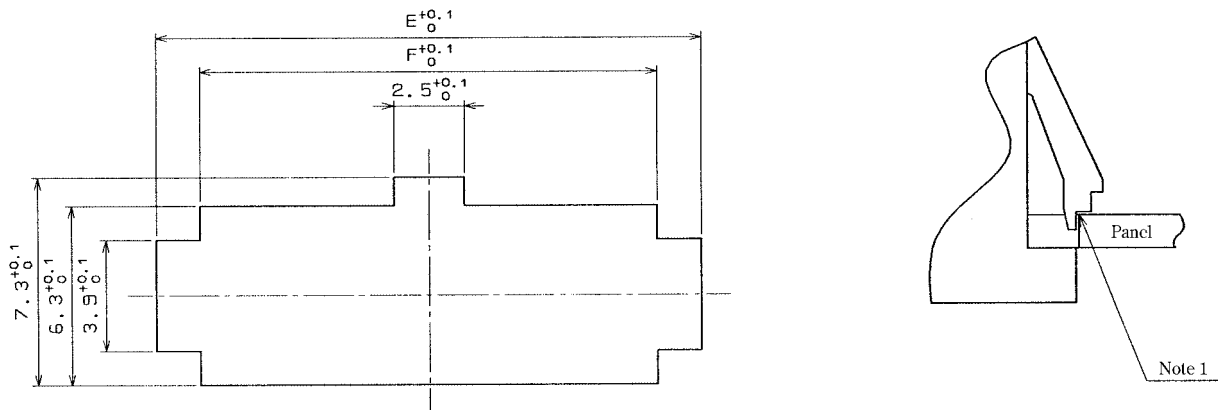 E +0.1 0
F +0.1 0
2.5 +0.1 0
7.3 +0.1 0
6.3 +0.1 0
3.9 +0.1 0
Panel
Note 1